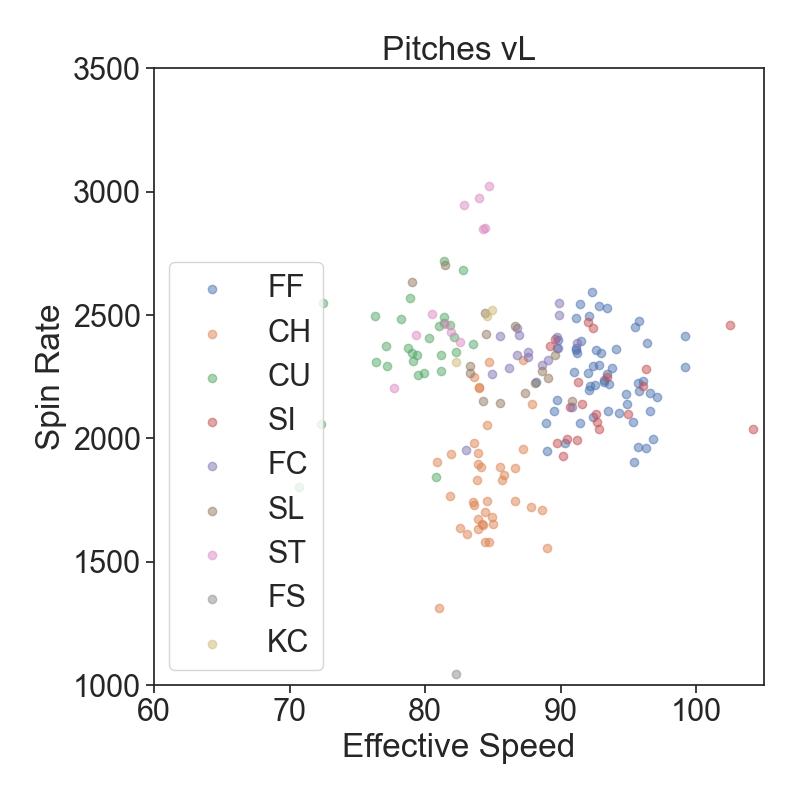 Pitches vL
3500
3000
2500
2000
1500
1000
Spin Rate
FF
CH
CU
SI
FC
SL
ST
FS
KC
60 70 80 90 100
Effective Speed